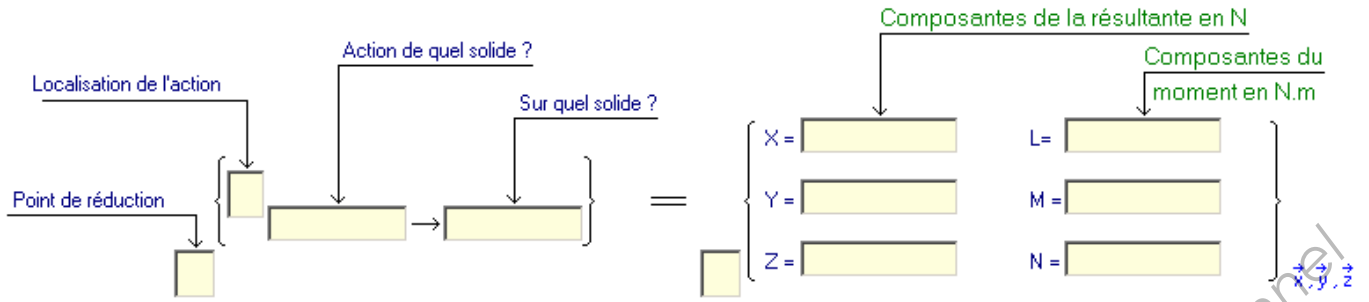 Composantes de la résultante en N
Action de quel solide ?
Composantes du
moment en N.m
Localisation de l'action
Sur quel solide ?
X =
L=
Point de réduction
Y =
M =
Z =
N =
x, y, z